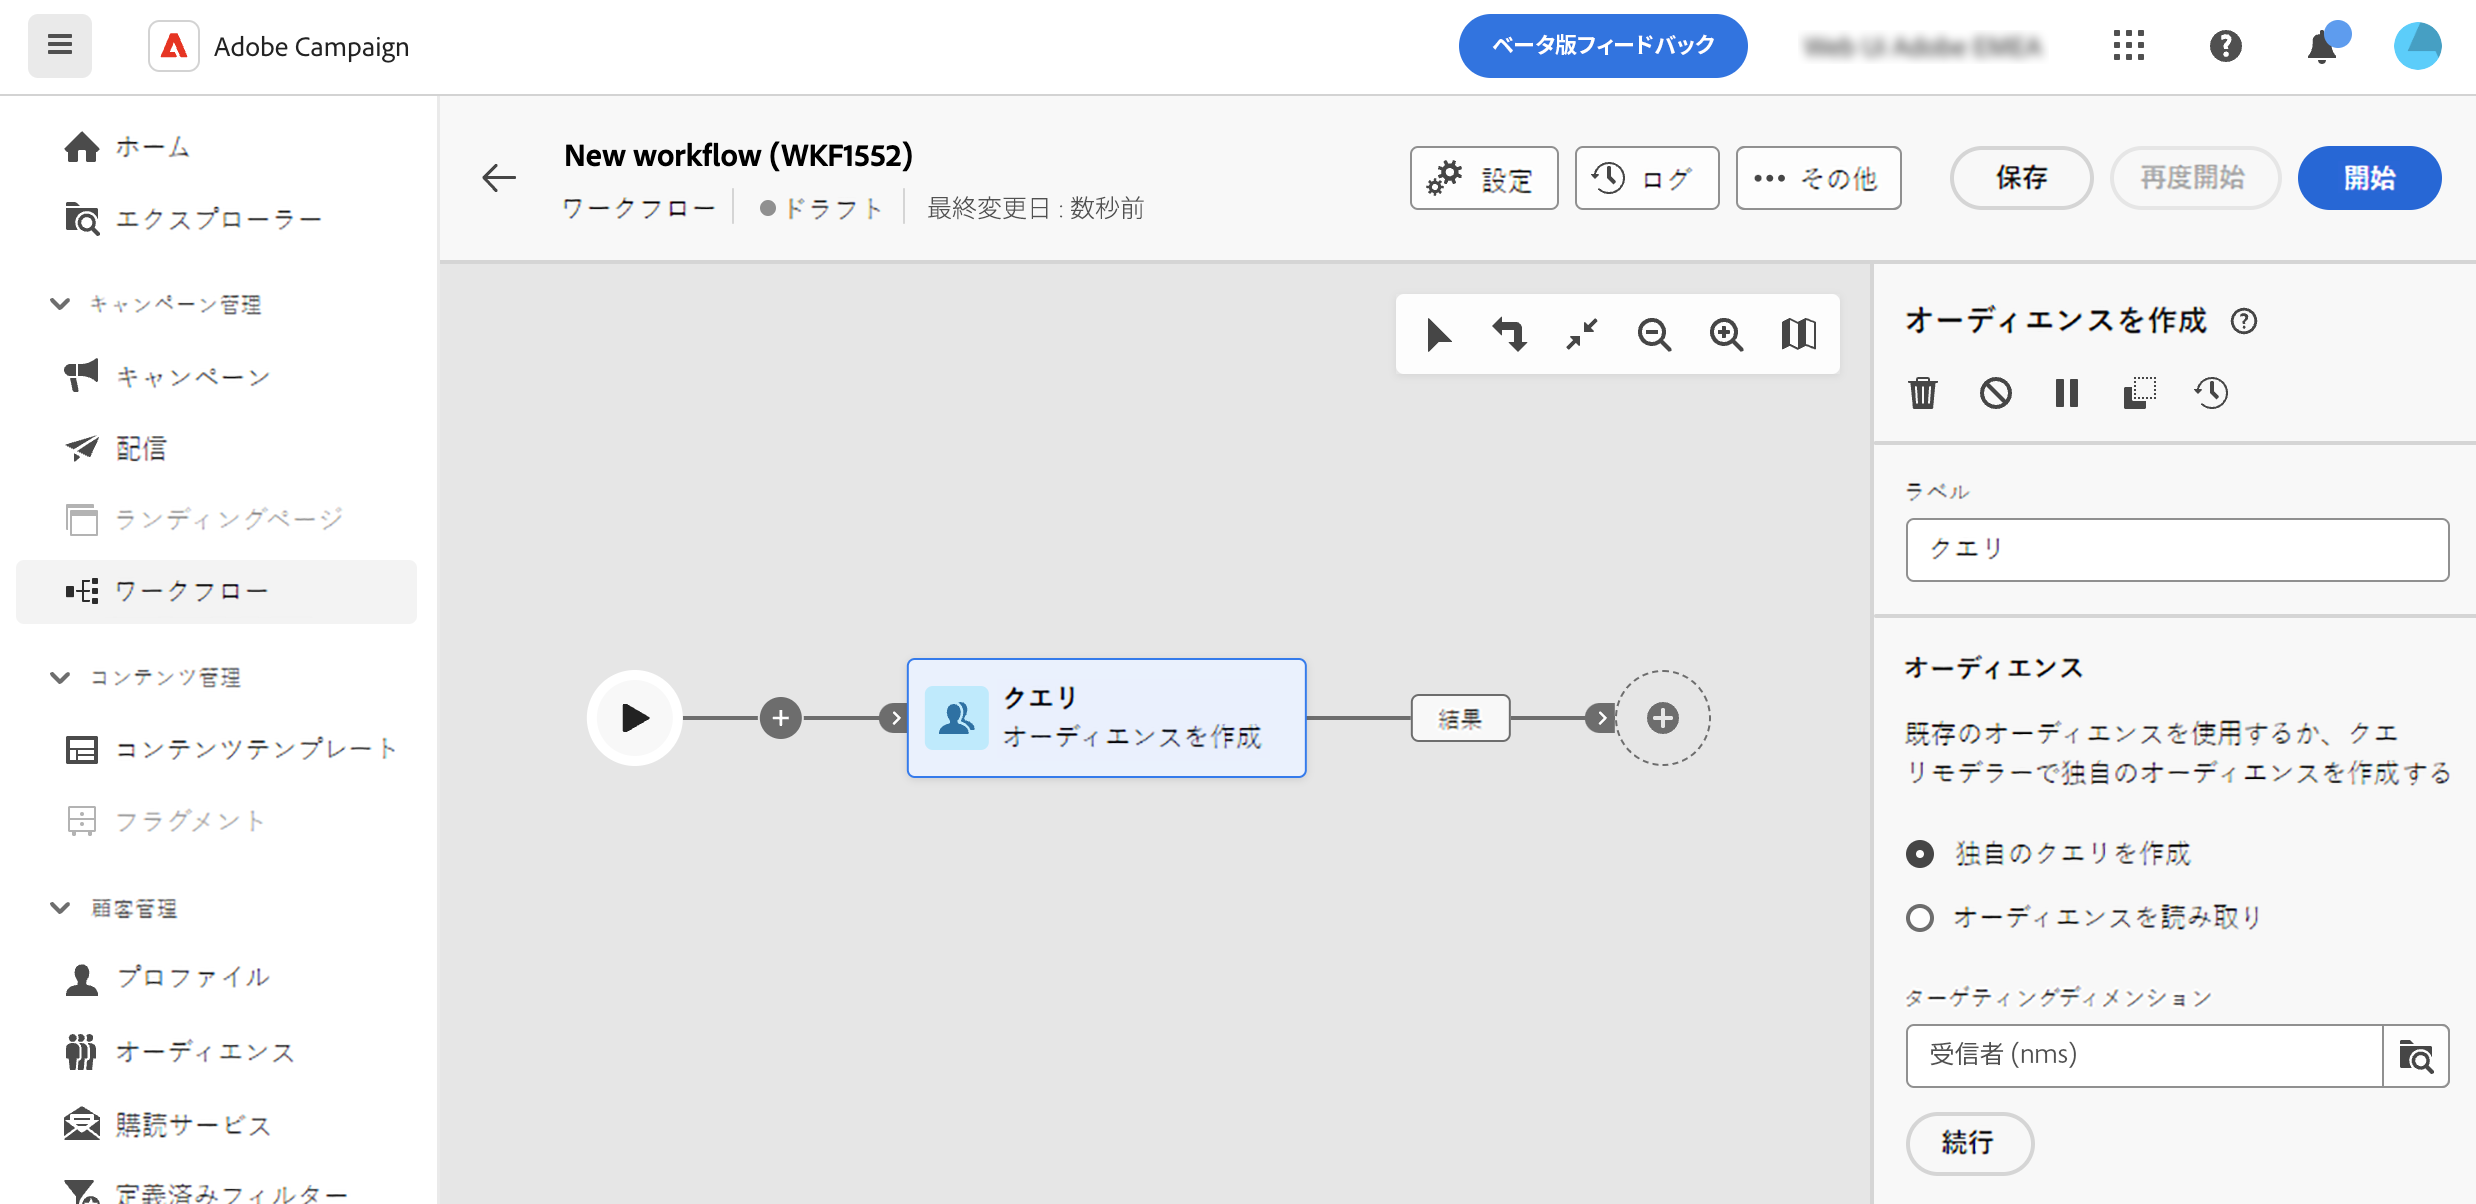 Adobe Campaign
ベータ版フィードバック
ホーム
エクスプローラー
キャンペーン管理
キャンペーン
配信
ランディングページ
ワークフロー
コンテンツ管理
コンテンツテンプレート
フラグメント
顧客管理
プロファイル
オーディエンス
購読サービス
定義済みフィルター
New workflow (WKF1552)
ワークフロー
ドラフト
最終変更日 : 数秒前
設定
ログ
••• その他
保存
再度開始
開始
クエリ
オーディエンスを作成
結果
オーディエンスを作成
ラベル
クエリ
オーディエンス
既存のオーディエンスを使用するか、クエ
リモデラーで独自のオーディエンスを作成する
独自のクエリを作成
オーディエンスを読み取り
ターゲティングディメンション
受信者 (nms)
続行